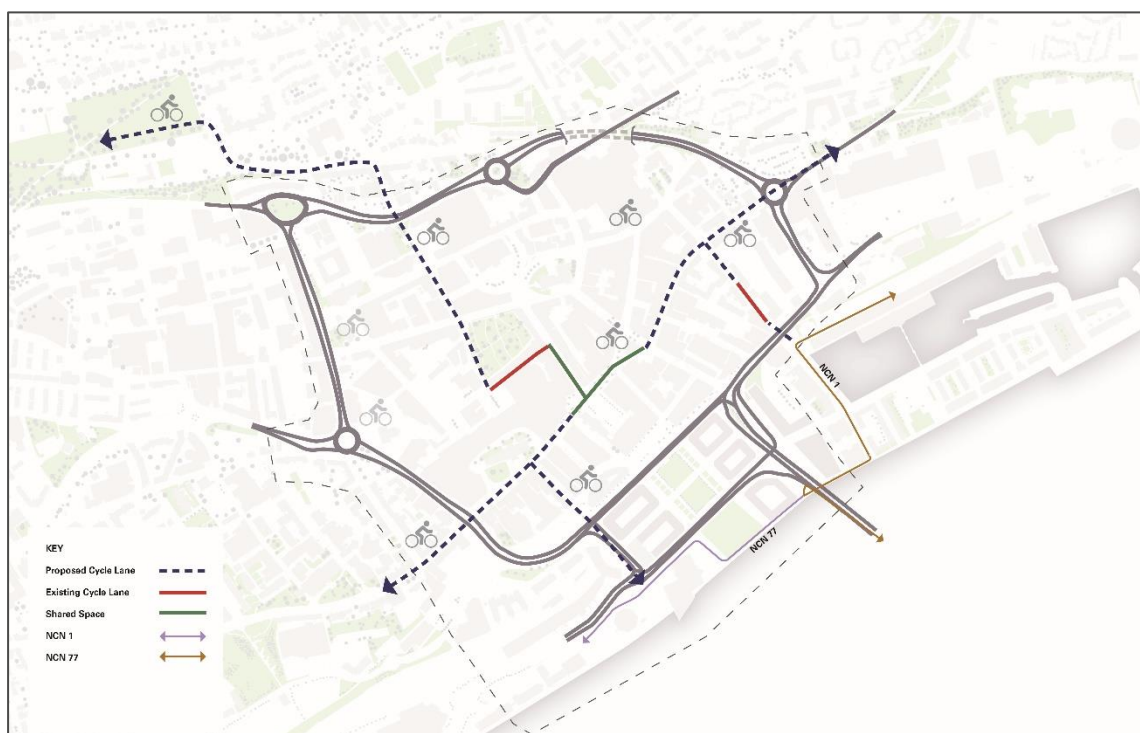 NCN 1
NCN 77
KEY
Proposed Cycle Lane
Existing Cycle Lane
Shared Space
NCN 1
NCN 77